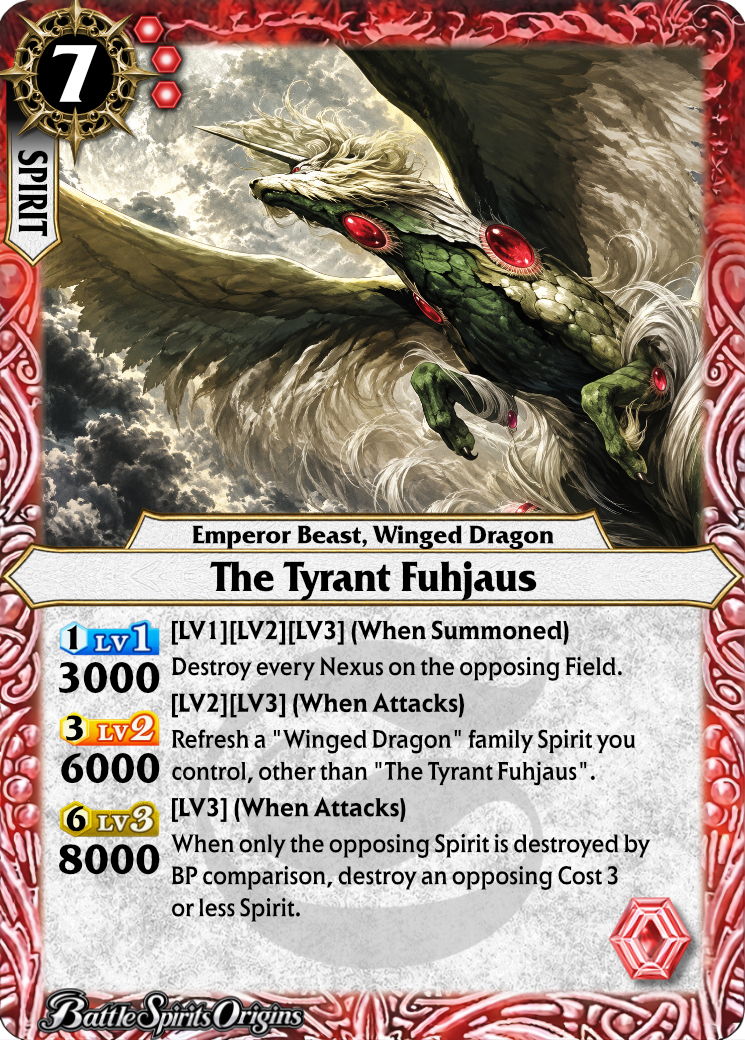 7
SPIRIT
Emperor Beast, Winged Dragon
The Tyrant Fuhjaus
1 LV1
3000
3 LV2
6000
6 LV3
8000
[LV1][LV2][LV3] (When Summoned)
Destroy every Nexus on the opposing Field.
[LV2][LV3] (When Attacks)
Refresh a "Winged Dragon" family Spirit you
control, other than "The Tyrant Fuhjaus".
[LV3] (When Attacks)
When only the opposing Spirit is destroyed by
BP comparison, destroy an opposing Cost 3
or less Spirit.
Battle Spirits Origins